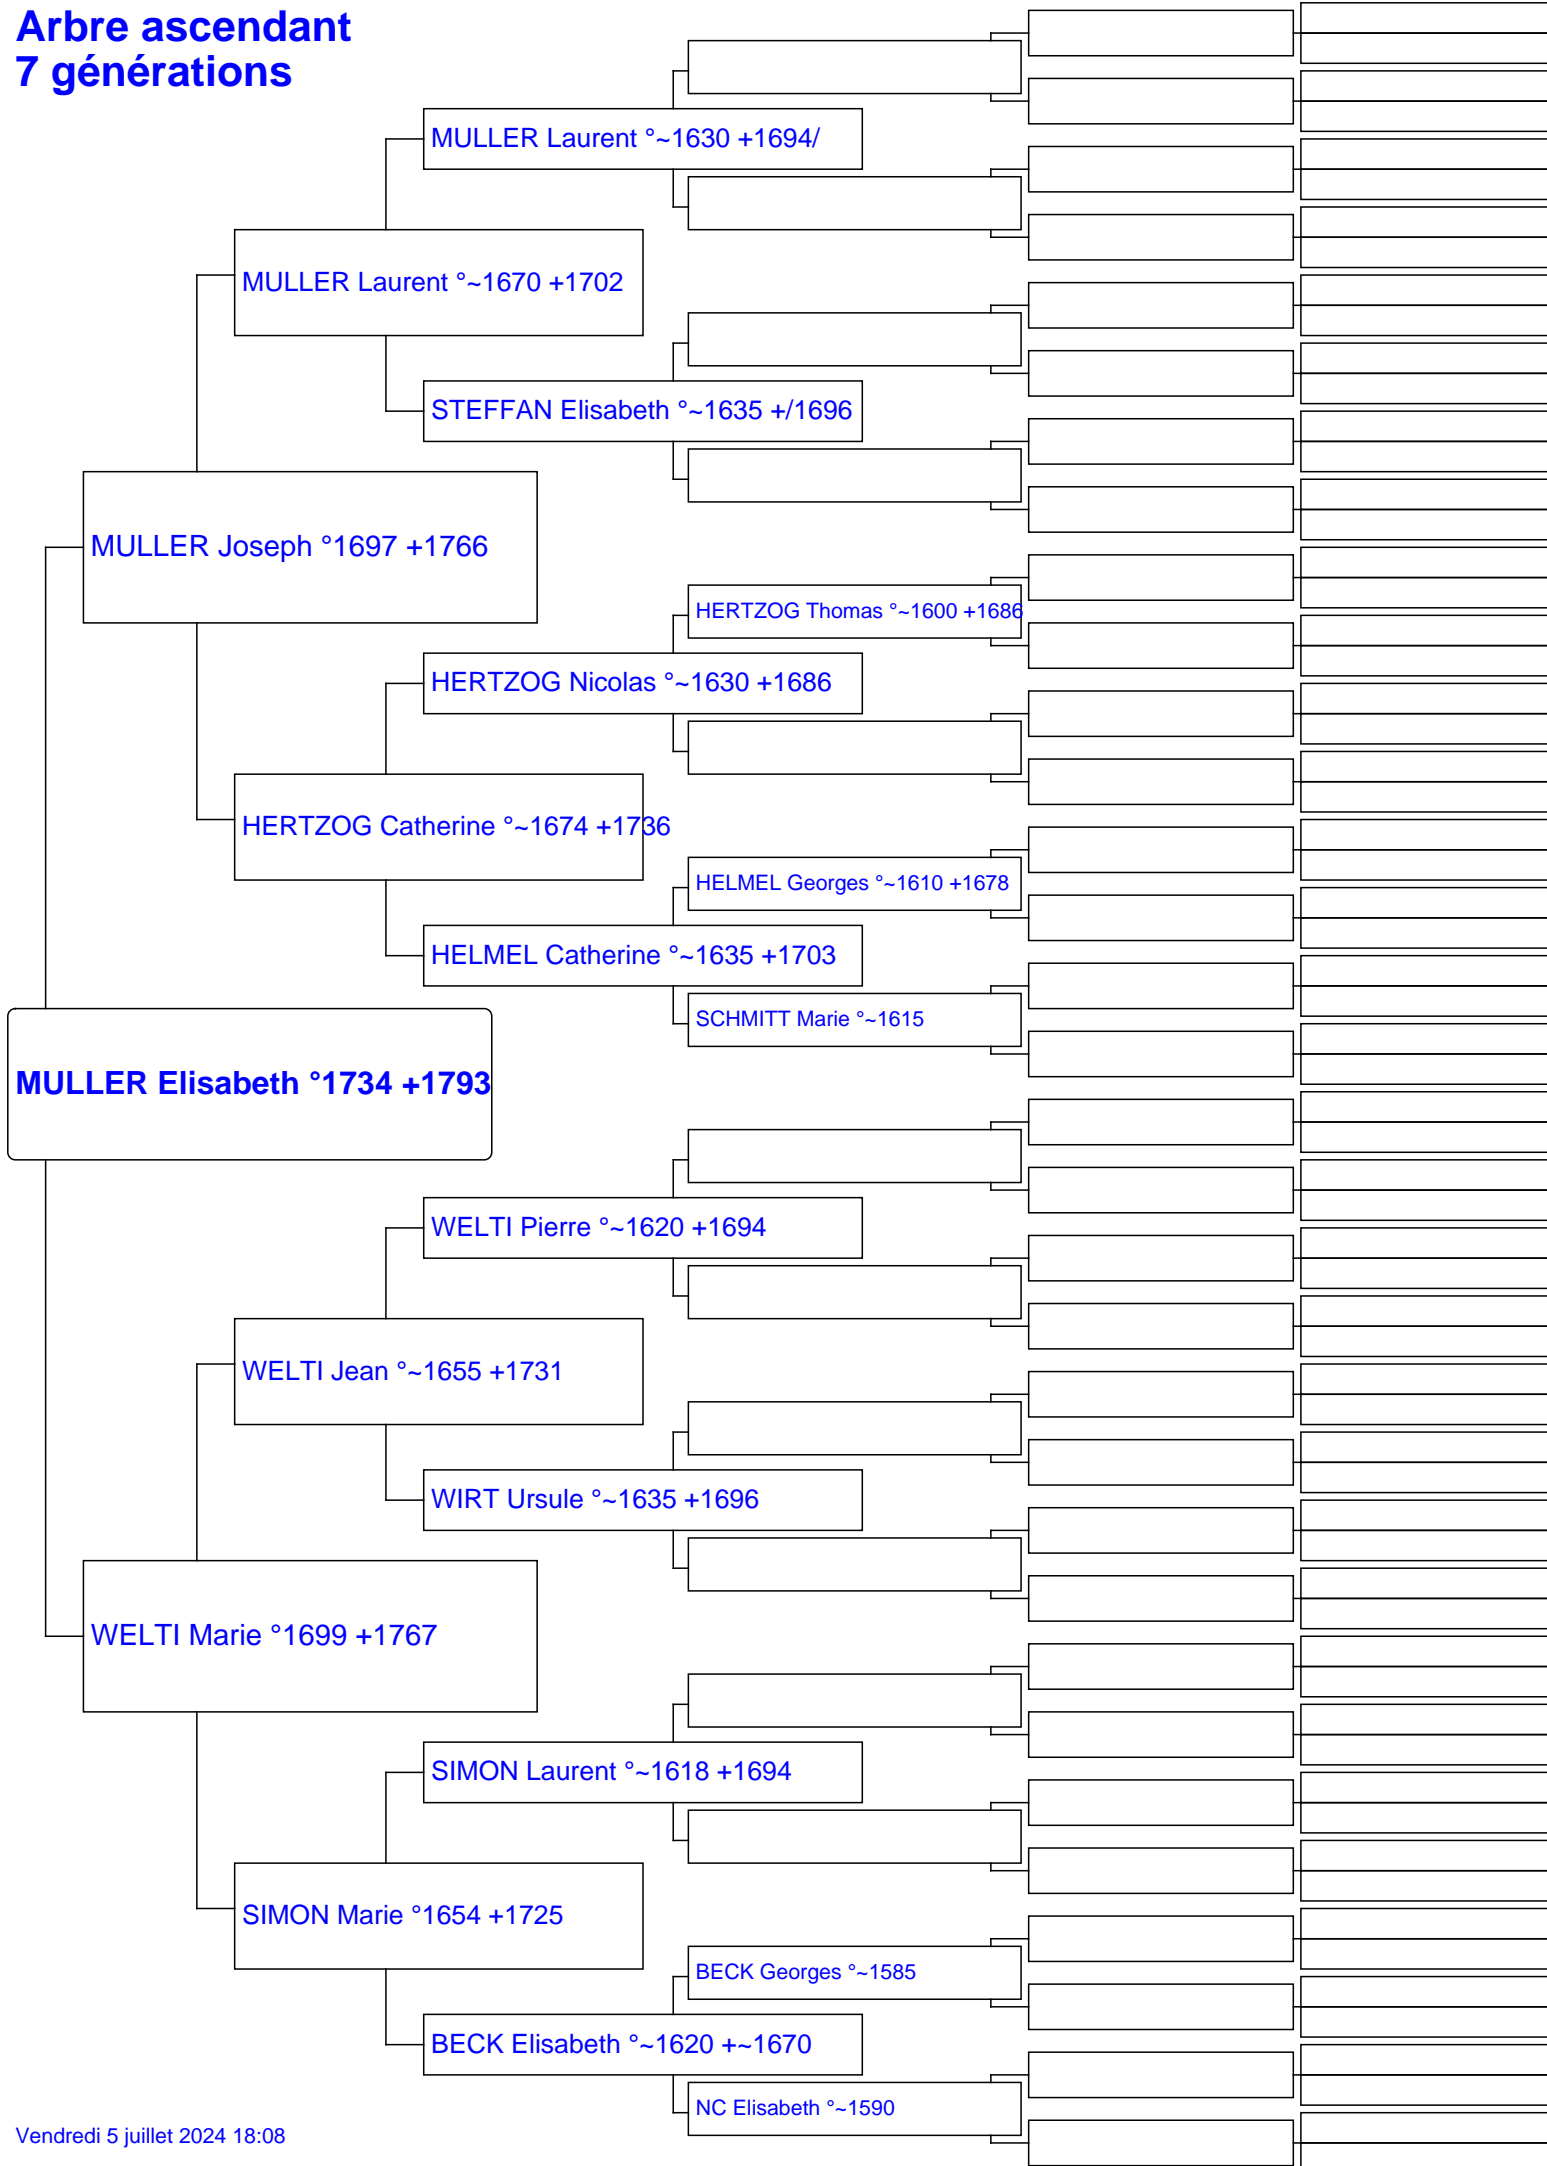 Arbre ascendant
7 générations
MULLER Laurent °~1630 +1694/
MULLER Laurent °~1670 +1702
STEFFAN Elisabeth °~1635 +/1696
MULLER Joseph °1697 +1766
HERTZOG Thomas °~1600 +1686
HERTZOG Nicolas °~1630 +1686
HERTZOG Catherine °~1674 +1736
HELMEL Georges °~1610 +1678
HELMEL Catherine °~1635 +1703
SCHMITT Marie °~1615
MULLER Elisabeth °1734 +1793
WELTI Pierre °~1620 +1694
WELTI Jean °~1655 +1731
WIRT Ursule °~1635 +1696
WELTI Marie °1699 +1767
SIMON Laurent °~1618 +1694
SIMON Marie °1654 +1725
BECK Georges °~1585
BECK Elisabeth °~1620 +~1670
NC Elisabeth °~1590
Vendredi 5 juillet 2024 18:08